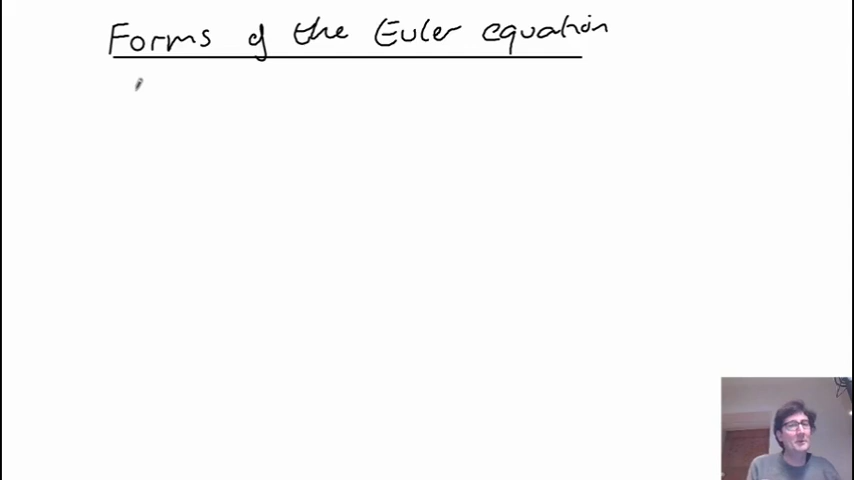 Forms of the Euler equation